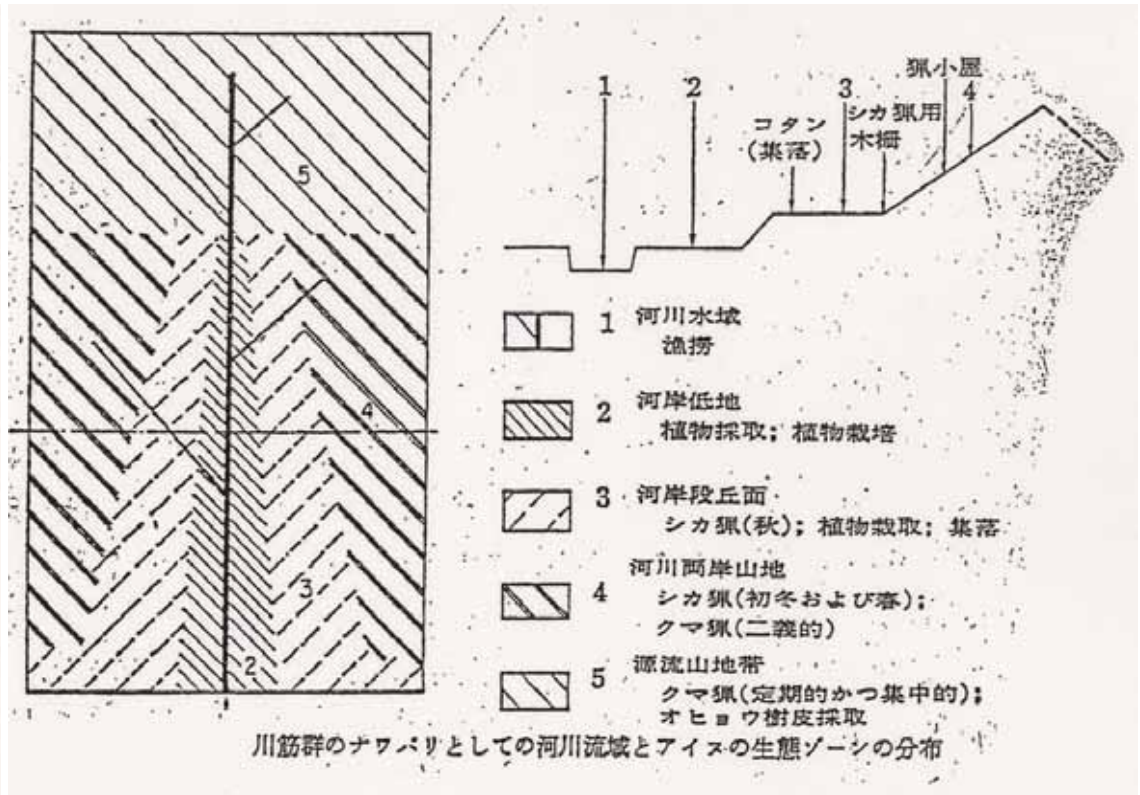 1
2
コタン
(集落)
3
シカ猟用
木柵
猟小屋
4
5
4
3
2
1 河川水域
漁撈
2 河岸低地
植物採取; 植物栽培
3 河岸段丘面
シカ猟(秋); 植物栽取; 集落
4 河川両岸山地
シカ猟(初冬および春);
クマ猟(二義的)
5 源流山地帯
クマ猟(定期的かつ集中的);
オヒョウ樹皮採取
川筋群のナワバリとしての河川流域とアイヌの生態ゾーンの分布